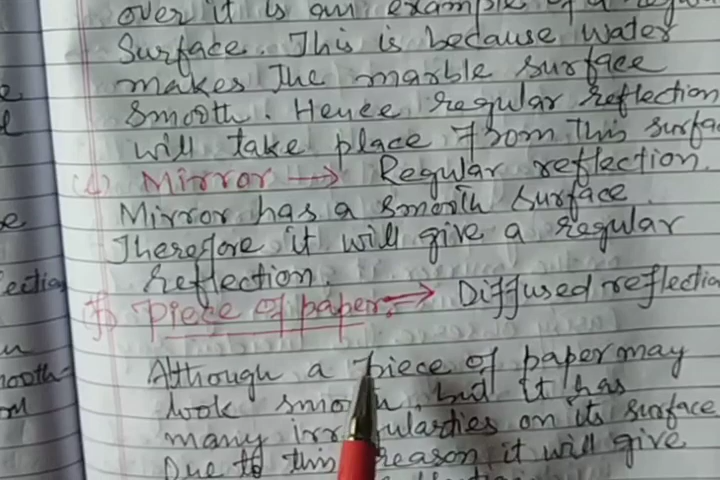 over it is an example of a
Surface. This is because water
makes The marble surface
smooth. Hence regular reflection
will take place from This surfac
Mirror → Regular reflection.
Mirror has a smooth surface.
Therefore it will give a regular
reflection.
(f) Piece of paper → Diffused reflectio
Although a piece of paper may
look smooth, but it has
many irregularities on its surface
Due to this reason it will give